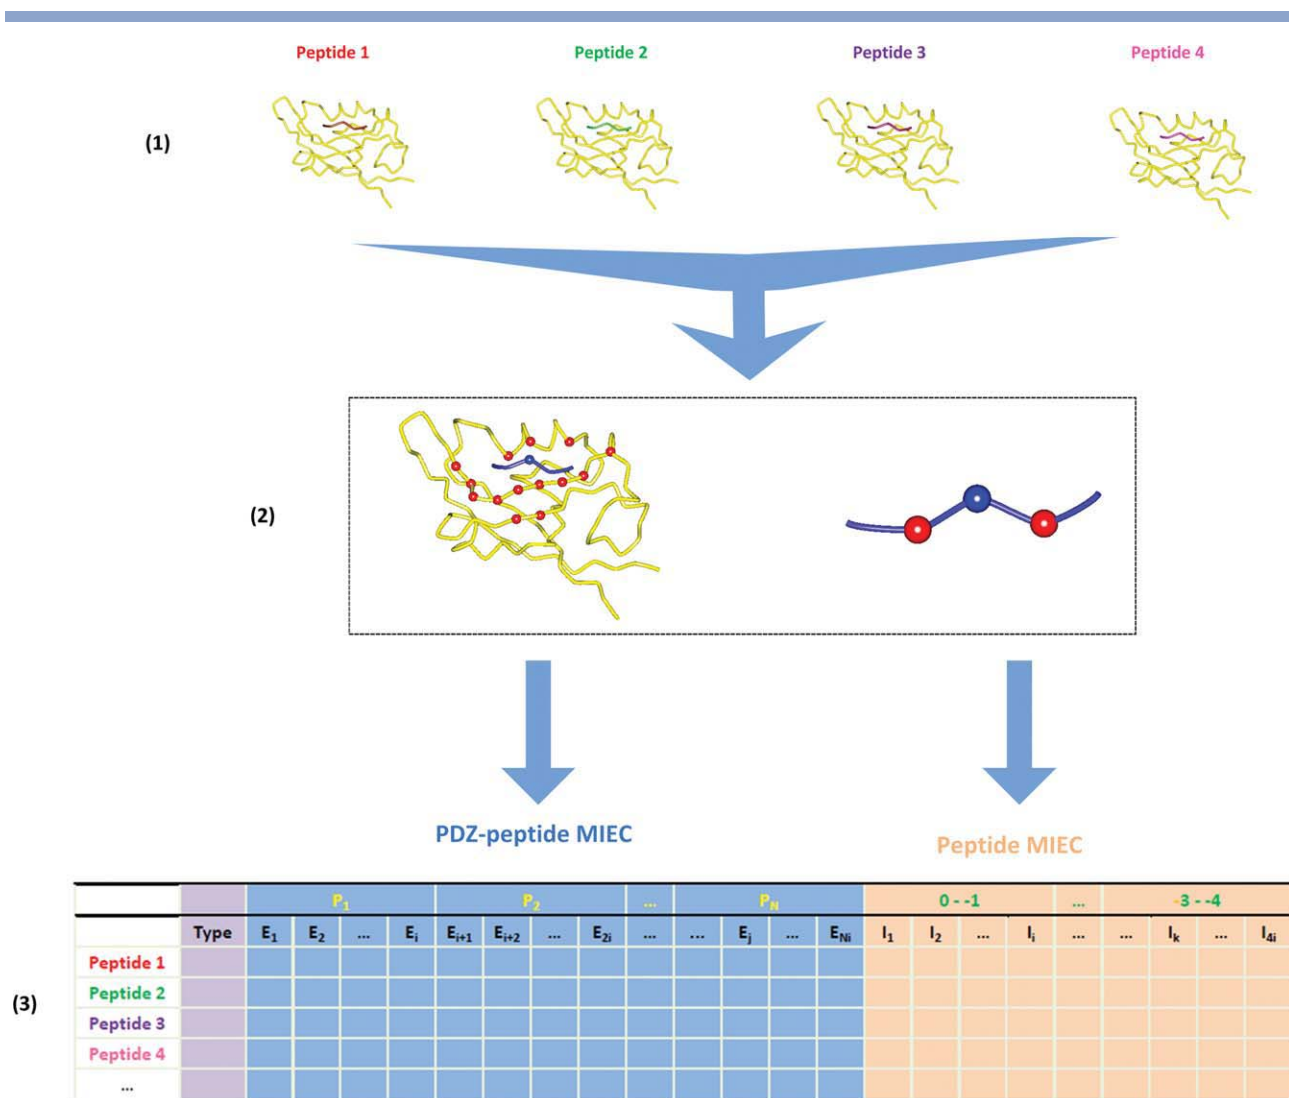 Peptide 1 Peptide 2 Peptide 3 Peptide 4
(1)
(2)
PDZ-peptide MIEC Peptide MIEC
P1 P2 ... PN 0 - -1 ... -3 - -4
Type E1 E2 ... Ei Ei+1 Ei+2 ... E2i ... ... Ej ... ENi I1 I2 ... Ii ... ... Ik ... I4i
Peptide 1
Peptide 2
(3)
Peptide 3
Peptide 4
...